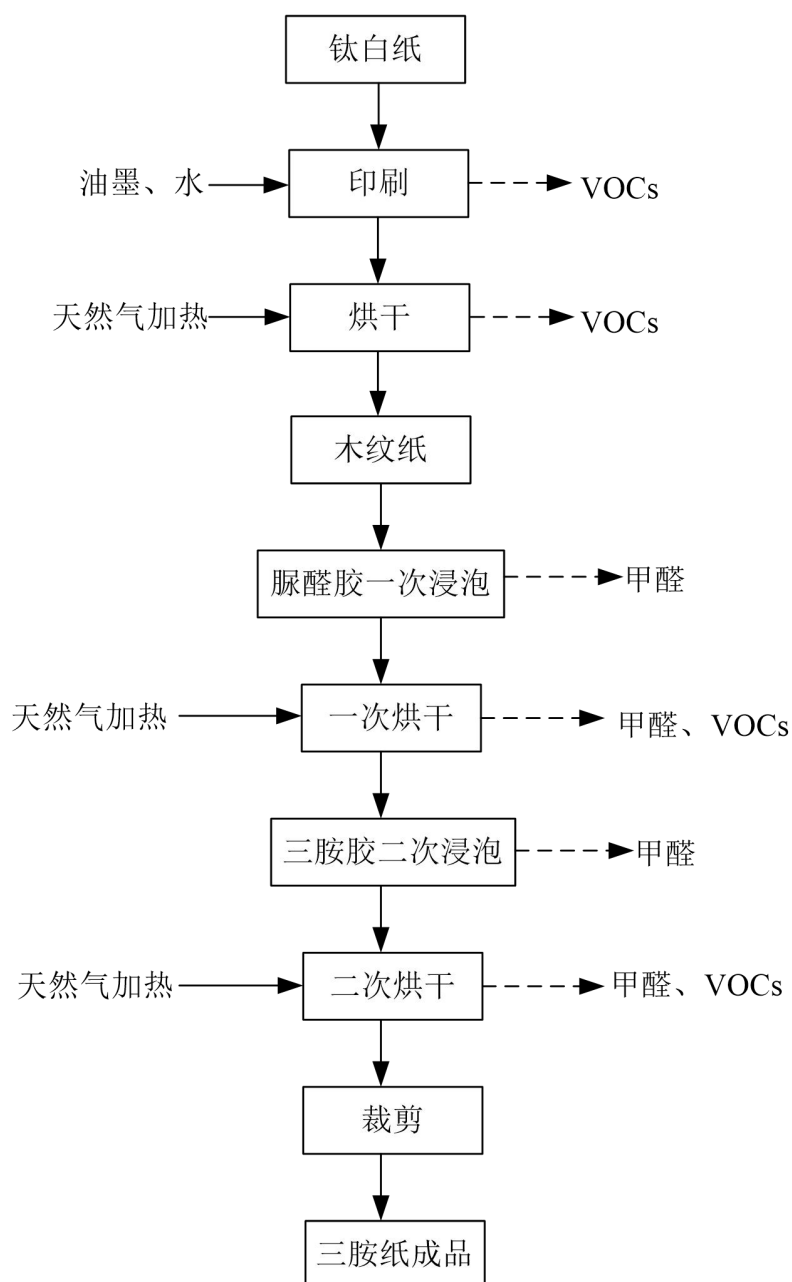 钛白纸
油墨、水
印刷
VOCs
天然气加热
烘干
VOCs
木纹纸
脲醛胶一次浸泡
甲醛
天然气加热
一次烘干
甲醛、VOCs
三胺胶二次浸泡
甲醛
天然气加热
二次烘干
甲醛、VOCs
裁剪
三胺纸成品